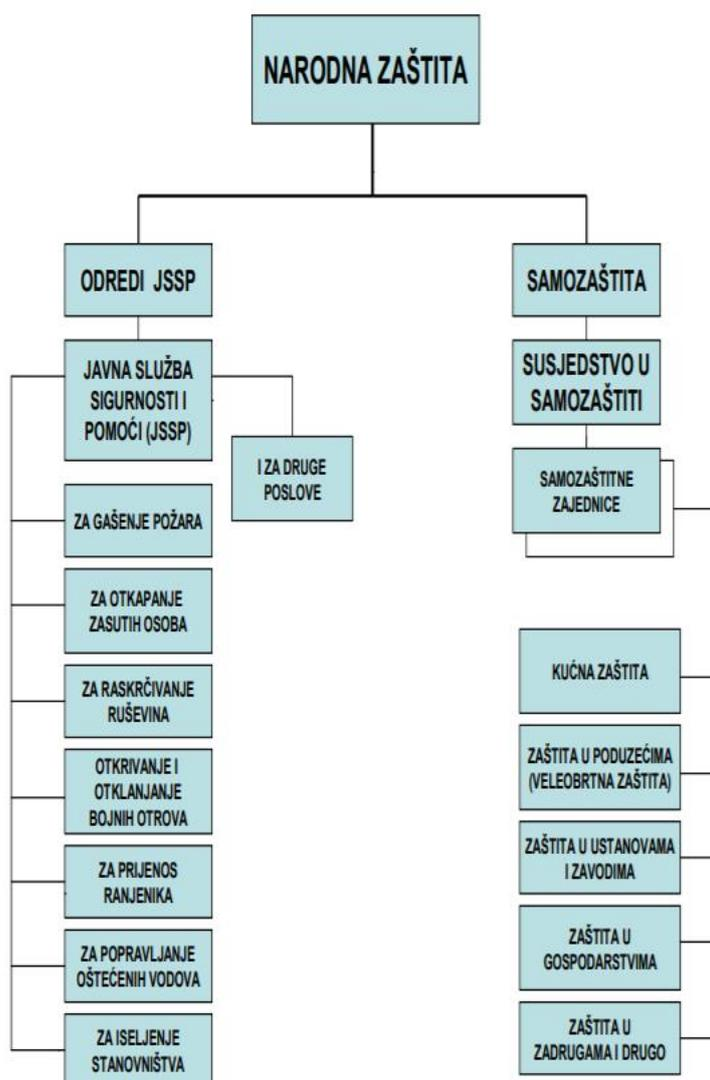 NARODNA ZAŠTITA
ODREDI JSSP
JAVNA SLUŽBA
SIGURNOSTI I
POMOĆI (JSSP)
I ZA DRUGE
POSLOVE
ZA GAŠENJE POŽARA
ZA OTKAPANJE
ZASUTIH OSOBA
ZA RASKRČIVANJE
RUŠEVINA
OTKRIVANJE I
OTKLANJANJE
BOJNIH OTROVA
ZA PRIJENOS
RANJENIKA
ZA POPRAVLJANJE
OŠTEĆENIH VODOVA
ZA ISELJENJE
STANOVNIŠTVA
SAMOZAŠTITA
SUSJEDSTVO U
SAMOZAŠTITI
SAMOZAŠTITNE
ZAJEDNICE
KUĆNA ZAŠTITA
ZAŠTITA U PODUZEĆIMA
(VELEOBRTNA ZAŠTITA)
ZAŠTITA U USTANOVAMA
I ZAVODIMA
ZAŠTITA U
GOSPODARSTVIMA
ZAŠTITA U
ZADRUGAMA I DRUGO